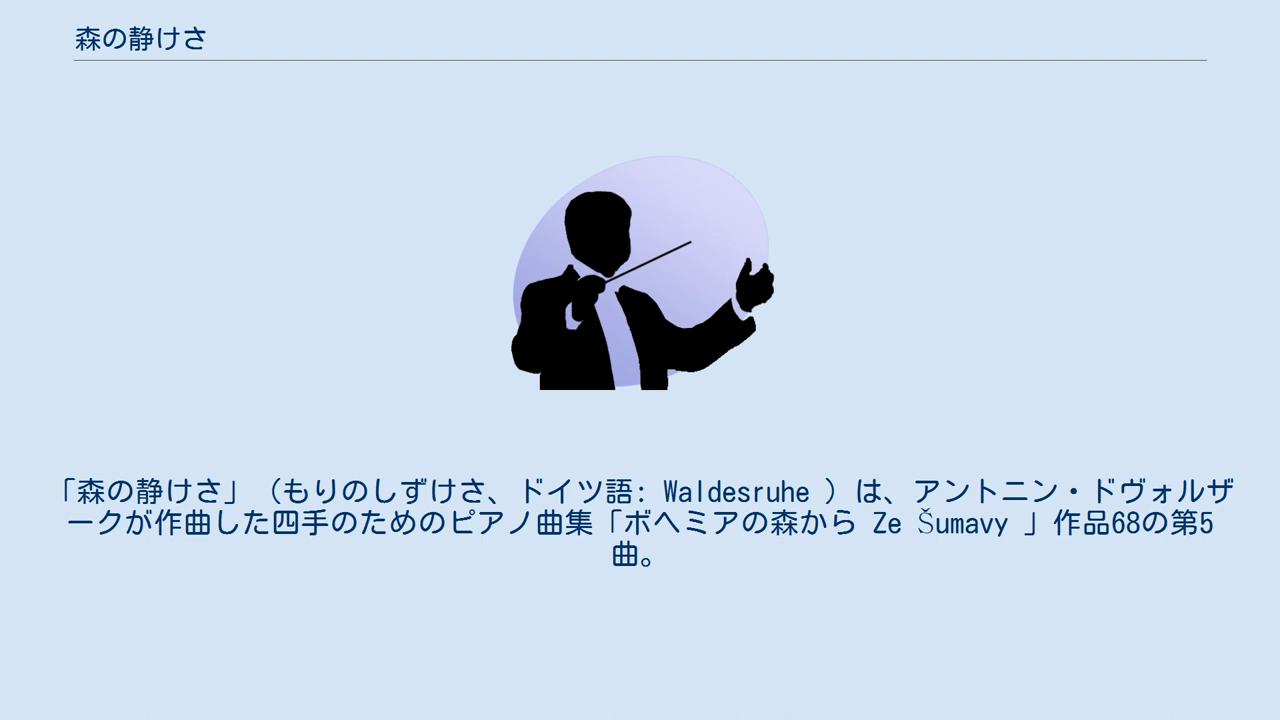 森の静けさ
「森の静けさ」（もりのしずけさ、ドイツ語: Waldesruhe ）は、アントニン・ドヴォルザ
ークが作曲した四手のためのピアノ曲集「ボヘミアの森から Ze Šumavy 」作品68の第5
曲。